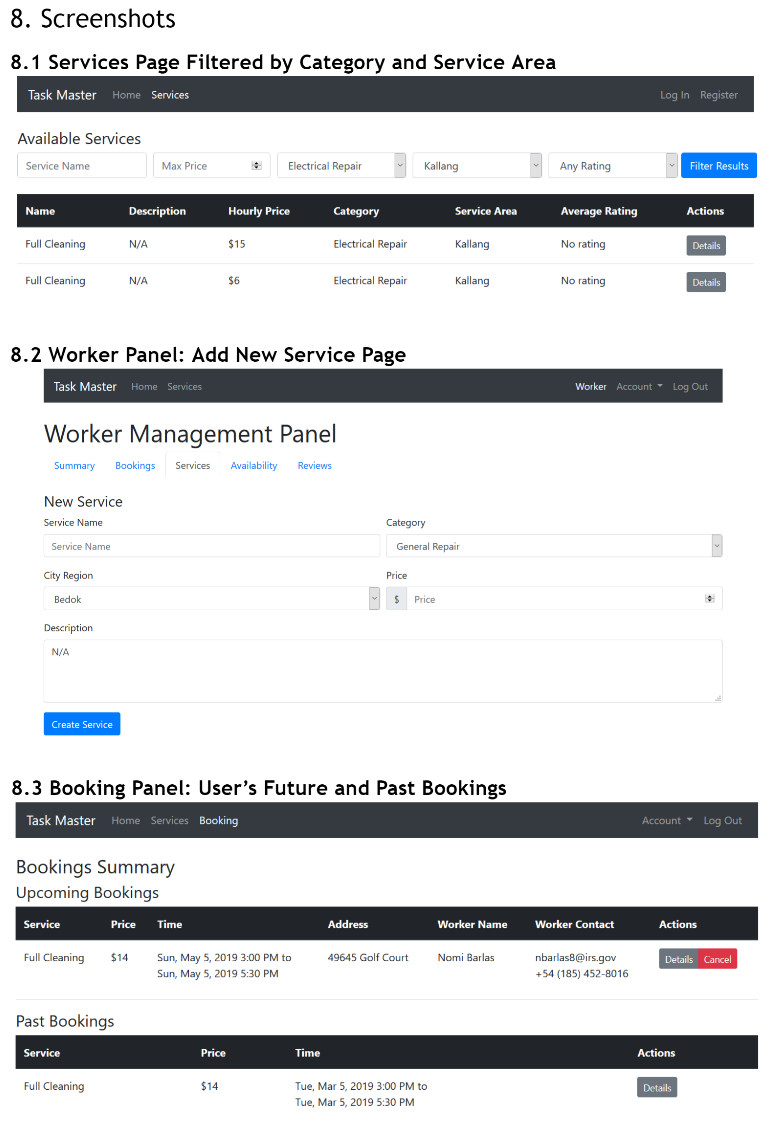 8. Screenshots
8.1 Services Page Filtered by Category and Service Area
Task Master Home Services Log In Register
Available Services
Service Name Max Price Electrical Repair Kallang Any Rating Filter Results
Name Description Hourly Price Category Service Area Average Rating Actions
Full Cleaning N/A $15 Electrical Repair Kallang No rating Details
Full Cleaning N/A $6 Electrical Repair Kallang No rating Details
8.2 Worker Panel: Add New Service Page
Task Master Home Services Worker Account Log Out
Worker Management Panel
Summary Bookings Services Availability Reviews
New Service
Service Name Category
Service Name General Repair
City Region Price
Bedok $ Price
Description
N/A
Create Service
8.3 Booking Panel: User’s Future and Past Bookings
Task Master Home Services Booking Account Log Out
Bookings Summary
Upcoming Bookings
Service Price Time Address Worker Name Worker Contact Actions
Full Cleaning $14 Sun, May 5, 2019 3:00 PM to 49645 Golf Court Nomi Barlas nbarlas8@irs.gov Details Cancel
Sun, May 5, 2019 5:30 PM +54 (185) 452-8016
Past Bookings
Service Price Time Actions
Full Cleaning $14 Tue, Mar 5, 2019 3:00 PM to Details
Tue, Mar 5, 2019 5:30 PM